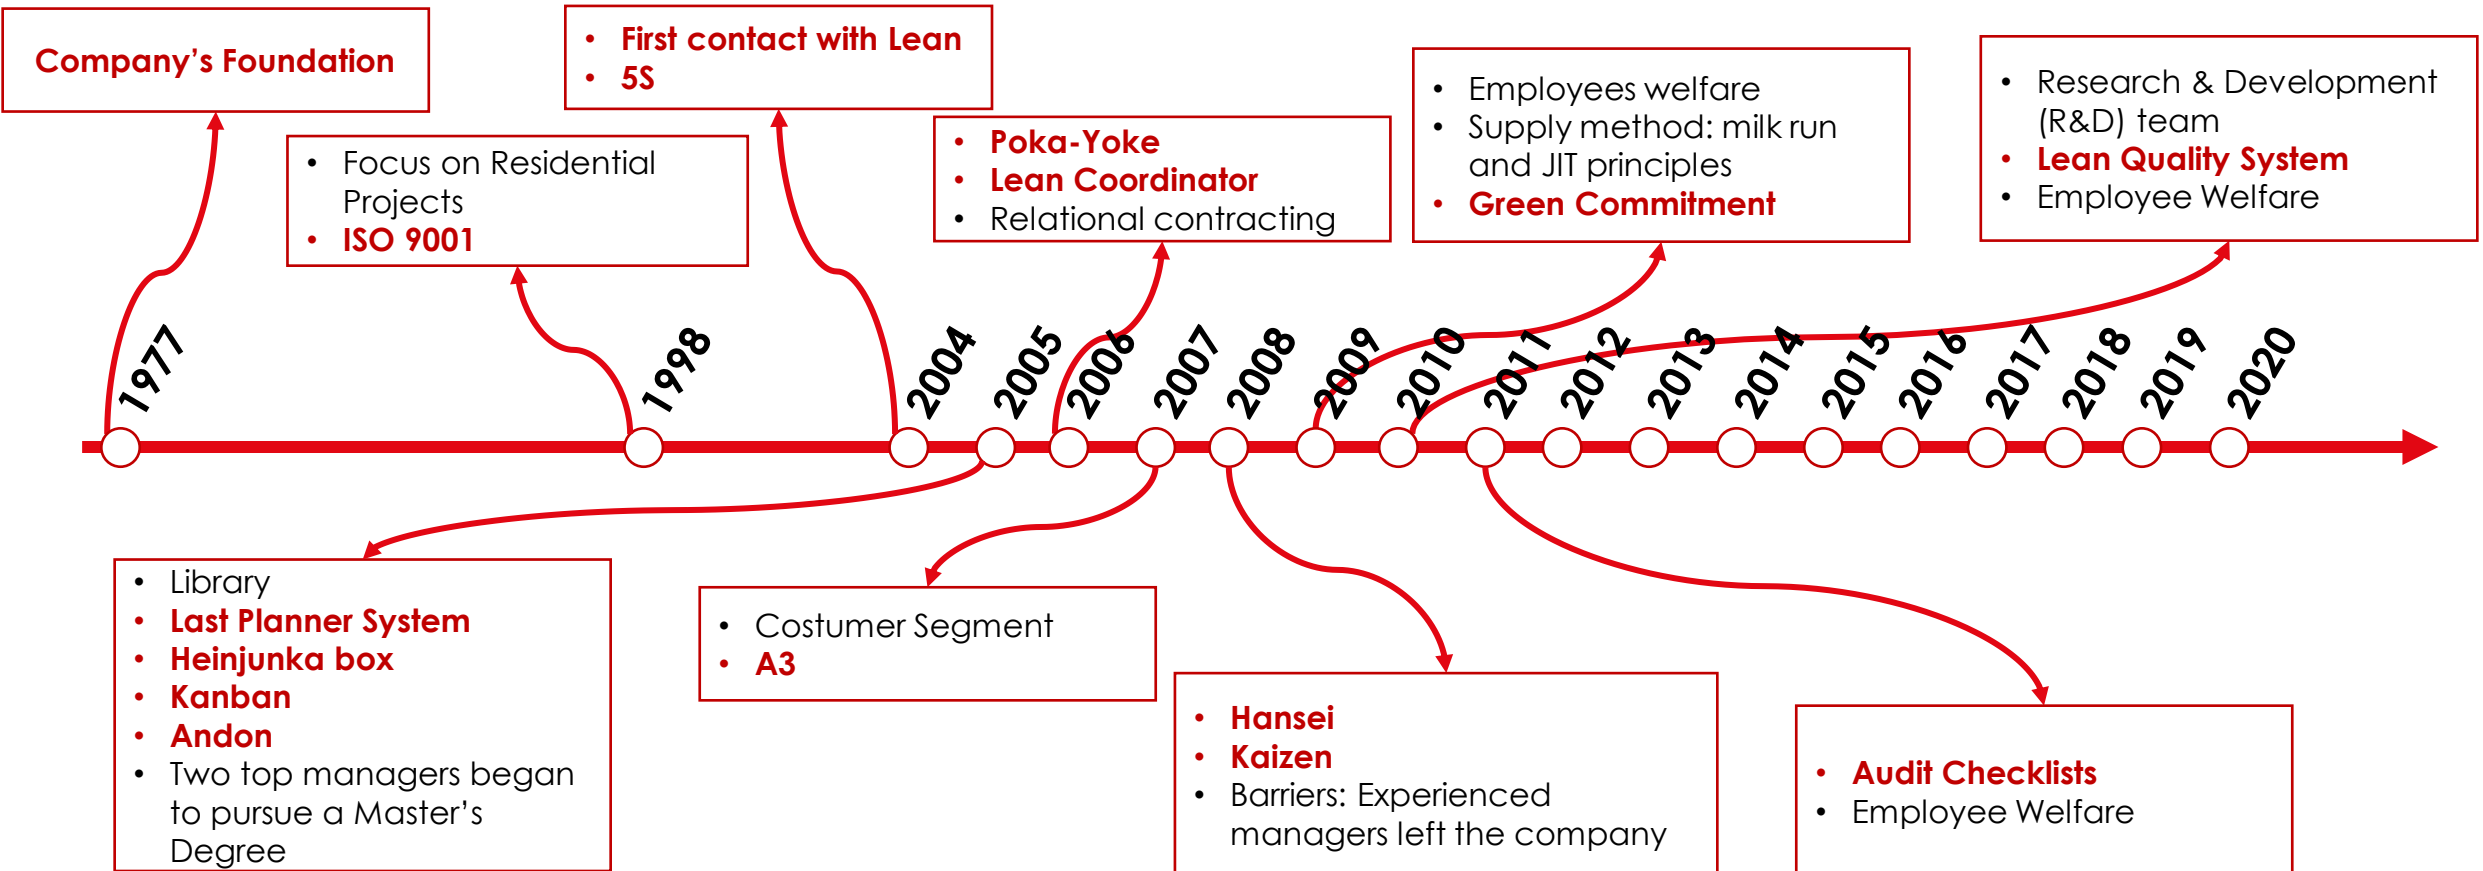 Company's Foundation
• First contact with Lean
• 5S
• Focus on Residential
Projects
• ISO 9001
• Poka-Yoke
• Lean Coordinator
• Relational contracting
• Employees welfare
• Supply method: milk run
and JIT principles
• Green Commitment
• Research & Development
(R&D) team
• Lean Quality System
• Employee Welfare
1977
1998
2004
2005
2006
2007
2008
2009
2010
2011
2012
2013
2014
2015
2016
2017
2018
2019
2020
• Library
• Last Planner System
• Heinjunka box
• Kanban
• Andon
• Two top managers began
to pursue a Master's
Degree
• Costumer Segment
• A3
• Hansei
• Kaizen
• Barriers: Experienced
managers left the company
• Audit Checklists
• Employee Welfare